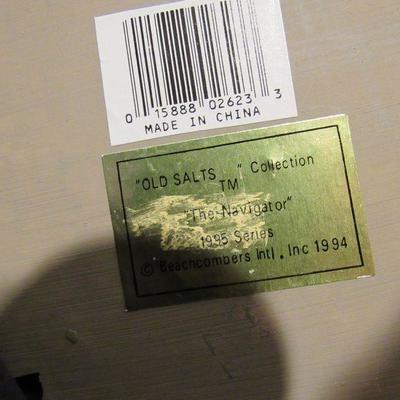 0 15888 02623 3
MADE IN CHINA
"OLD SALTS TM" Collection
"The Navigator"
1995 Series
© Beachcombers Intl. Inc 1994